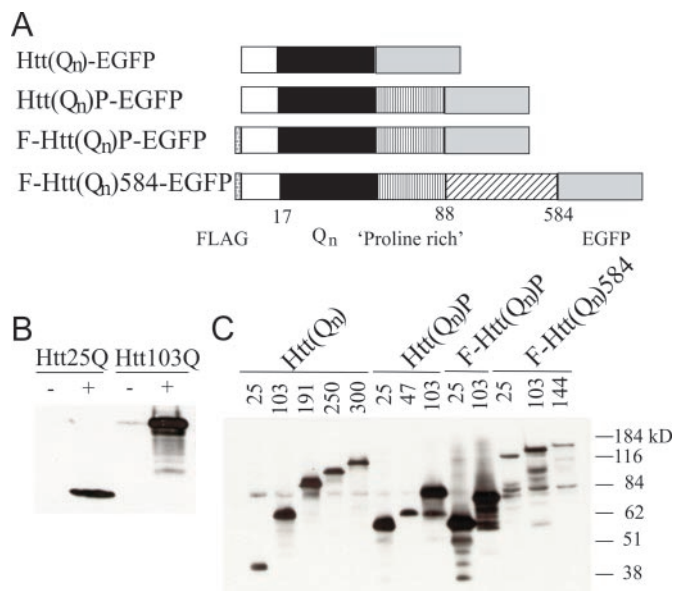 A
Htt(Qn)-EGFP
Htt(Qn)P-EGFP
F-Htt(Qn)P-EGFP
F-Htt(Qn)584-EGFP
17 88 584
FLAG Qn 'Proline rich' EGFP
B
Htt25Q Htt103Q
- + - +
C
Htt(Qn) Htt(Qn)P F-Htt(Qn)P F-Htt(Qn)584
25 103 191 250 300 25 47 103 25 103 25 103 144
184 kD
116
84
62
51
38